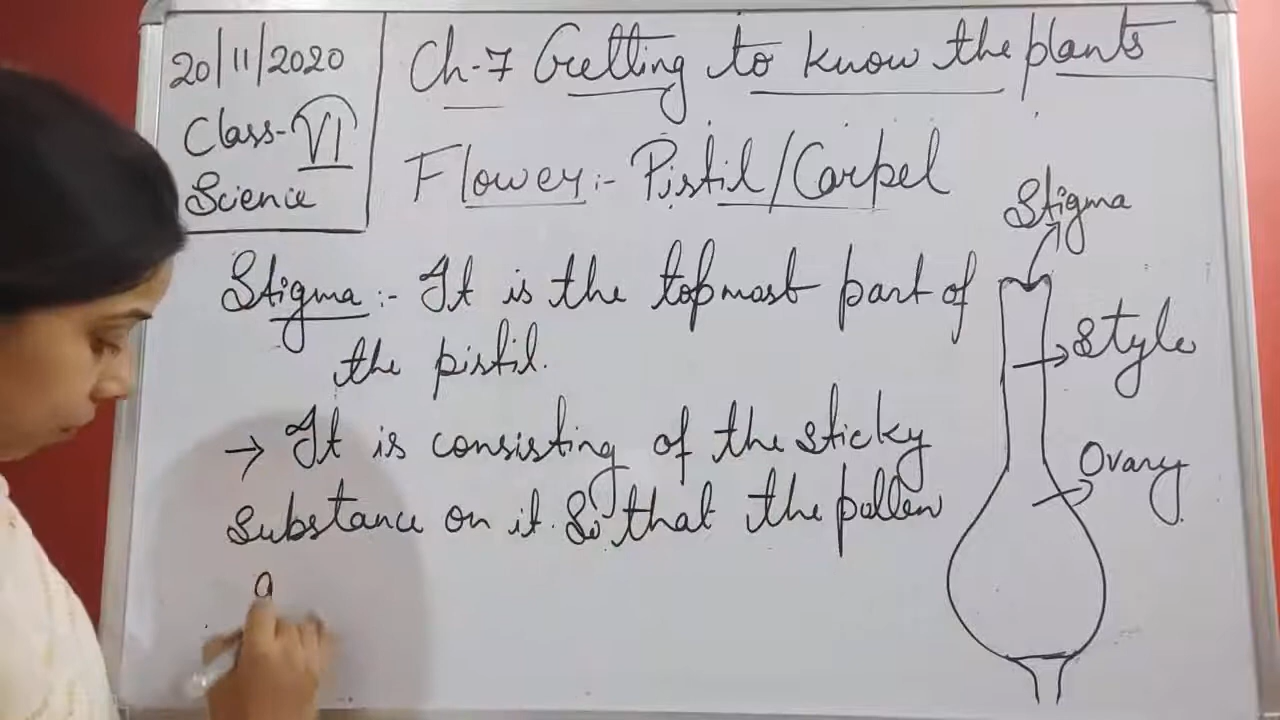 20/11/2020
Class-VI
Science
Ch-7 Getting to know the plants
Flower:- Pistil/Carpel
Stigma:- It is the topmost part of
the pistil.
→ It is consisting of the sticky
substance on it. So that the pollen
g
Stigma
Style
Ovary